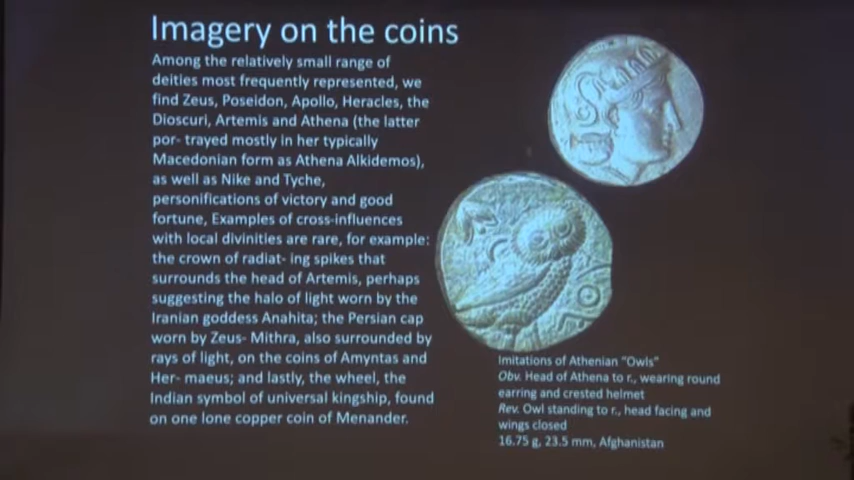 Imagery on the coins
Among the relatively small range of
deities most frequently represented, we
find Zeus, Poseidon, Apollo, Heracles, the
Dioscuri, Artemis and Athena (the latter
por- trayed mostly in her typically
Macedonian form as Athena Alkidemos),
as well as Nike and Tyche,
personifications of victory and good
fortune, Examples of cross-influences
with local divinities are rare, for example:
the crown of radiat- ing spikes that
surrounds the head of Artemis, perhaps
suggesting the halo of light worn by the
Iranian goddess Anahita; the Persian cap
worn by Zeus- Mithra, also surrounded by
rays of light, on the coins of Amyntas and
Her- maeus; and lastly, the wheel, the
Indian symbol of universal kingship, found
on one lone copper coin of Menander.
Imitations of Athenian "Owls"
Obv. Head of Athena to r., wearing round
earring and crested helmet
Rev. Owl standing to r., head facing and
wings closed
16.75 g, 23.5 mm, Afghanistan